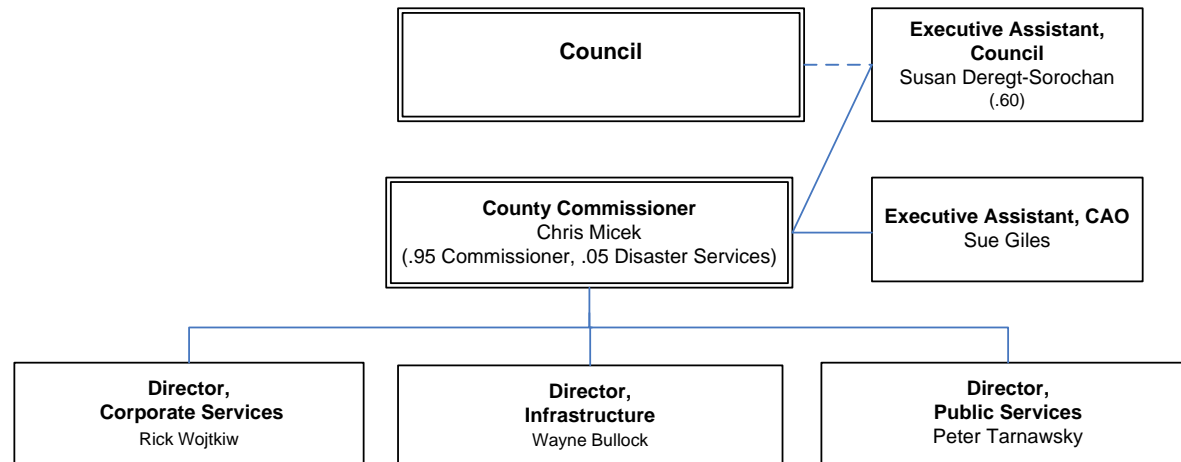 Council
Executive Assistant,
Council
Susan Deregt-Sorochan
(.60)
County Commissioner
Chris Micek
(.95 Commissioner, .05 Disaster Services)
Executive Assistant, CAO
Sue Giles
Director,
Corporate Services
Rick Wojtkiw
Director,
Infrastructure
Wayne Bullock
Director,
Public Services
Peter Tarnawsky